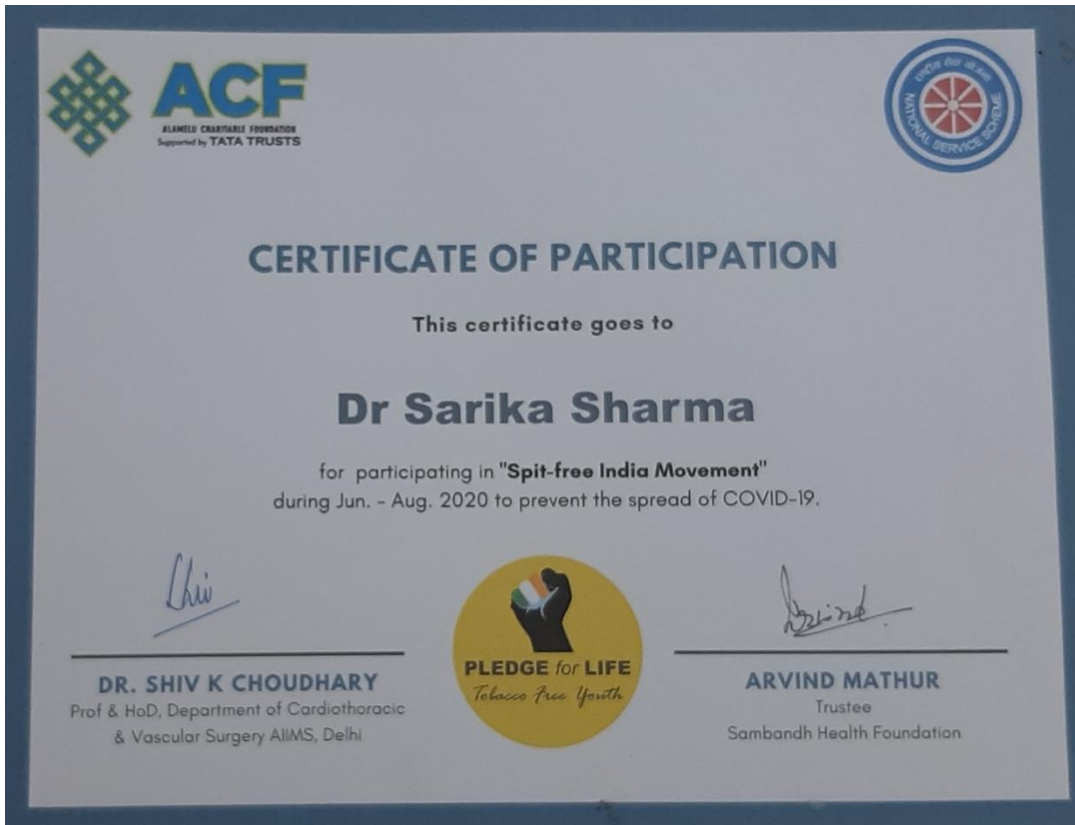 ACF
ALAMELU CHARITABLE FOUNDATION
Supported by TATA TRUSTS
राष्ट्रीय सेवा योजना
NATIONAL SERVICE SCHEME
CERTIFICATE OF PARTICIPATION
This certificate goes to
Dr Sarika Sharma
for participating in "Spit-free India Movement"
during Jun. - Aug. 2020 to prevent the spread of COVID-19.
Shiv
Arvind
DR. SHIV K CHOUDHARY
Prof & HoD, Department of Cardiothoracic
& Vascular Surgery AIIMS, Delhi
PLEDGE for LIFE
Tobacco Free Youth
ARVIND MATHUR
Trustee
Sambandh Health Foundation